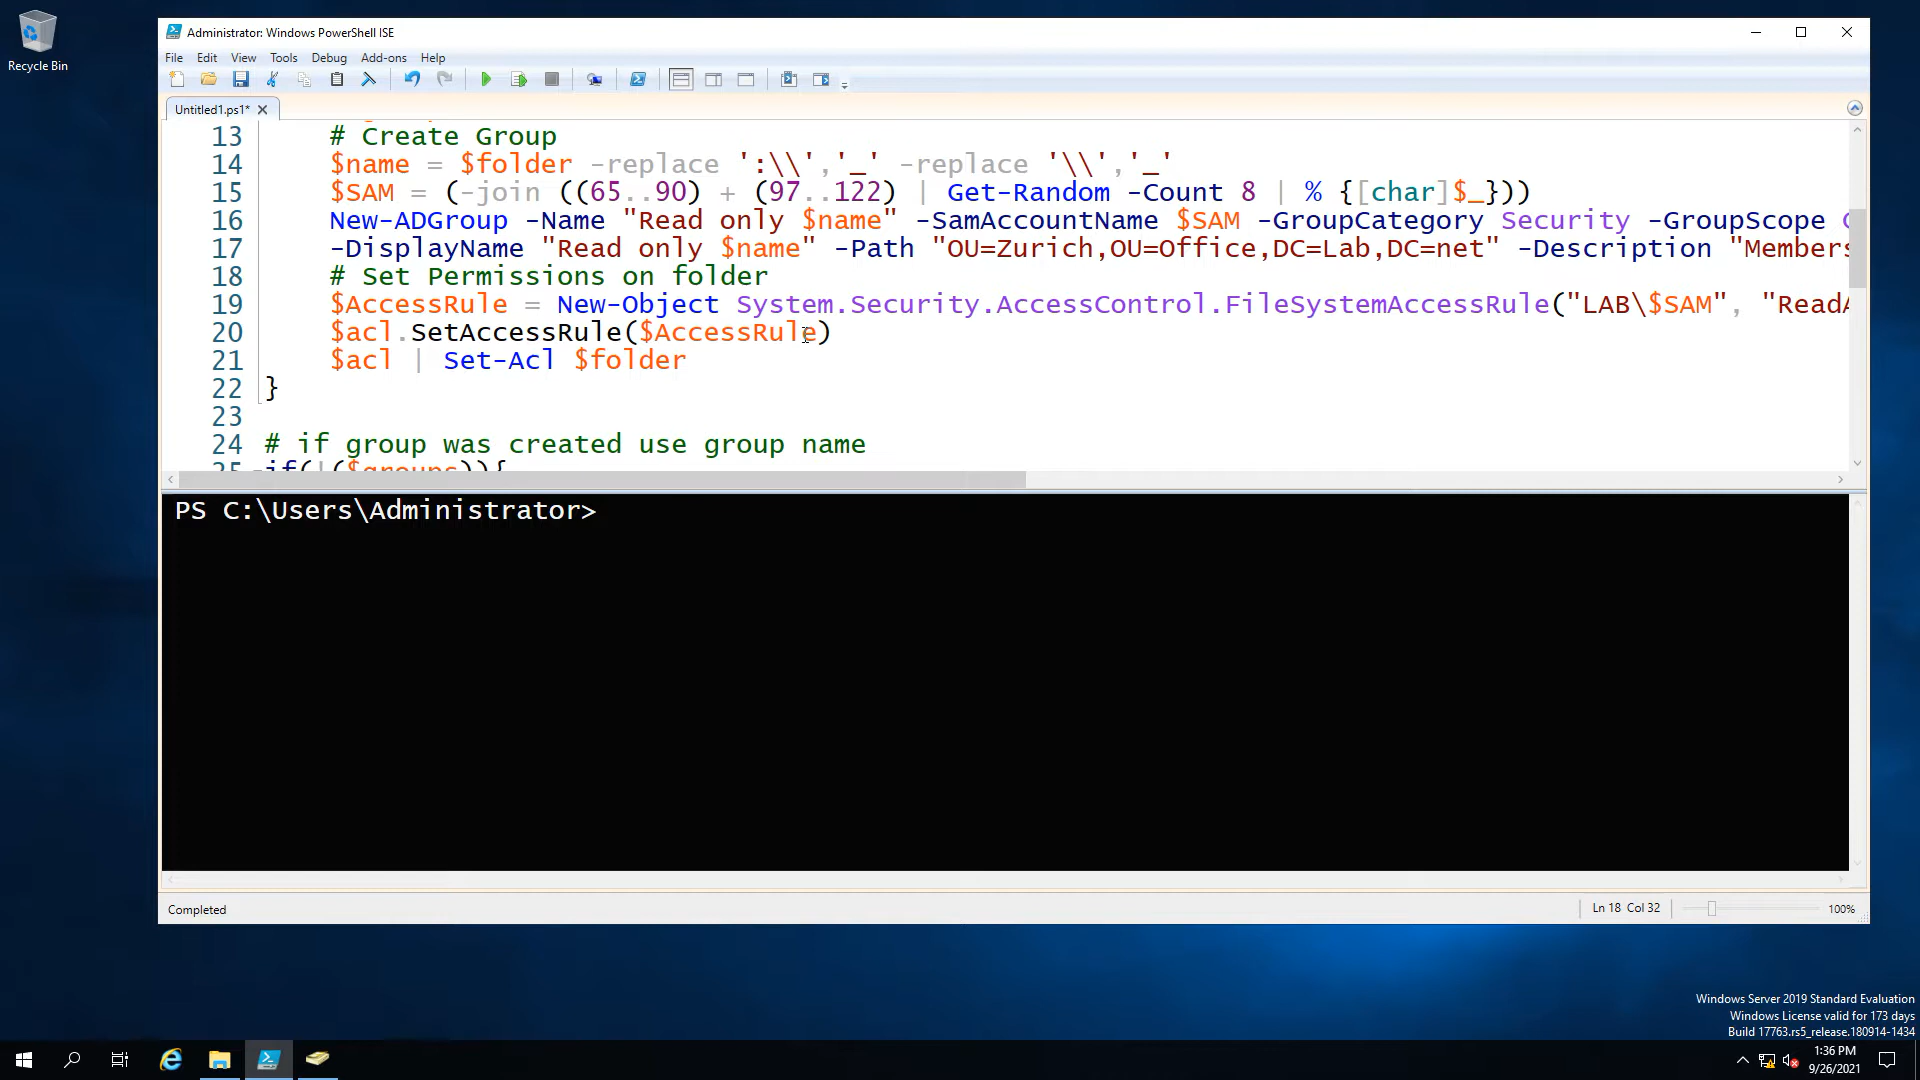 Recycle Bin
Administrator: Windows PowerShell ISE
File Edit View Tools Debug Add-ons Help
Untitled1.ps1*
13 # Create Group
14 $name = $folder -replace ':\\','_' -replace '\\','_'
15 $SAM = (-join ((65..90) + (97..122) | Get-Random -Count 8 | % {[char]$_}))
16 New-ADGroup -Name "Read only $name" -SamAccountName $SAM -GroupCategory Security -GroupScope
17 -DisplayName "Read only $name" -Path "OU=Zurich,OU=Office,DC=Lab,DC=net" -Description "Members
18 # Set Permissions on folder
19 $AccessRule = New-Object System.Security.AccessControl.FileSystemAccessRule("LAB\$SAM", "ReadA
20 $acl.SetAccessRule($AccessRule)
21 $acl | Set-Acl $folder
22 }
23
24 # if group was created use group name
25 if(!($groups)){
PS C:\Users\Administrator>
Completed
Ln 18 Col 32
100%
Windows Server 2019 Standard Evaluation
Windows License valid for 173 days
Build 17763.rs5_release.180914-1434
1:36 PM
9/26/2021